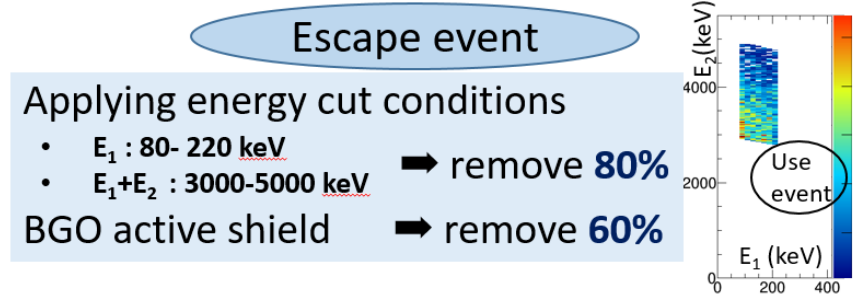 Escape event
Applying energy cut conditions
• E₁ : 80- 220 keV
• E₁+E₂ : 3000-5000 keV
➡ remove 80%
BGO active shield ➡ remove 60%
E₂(keV)
4000
2000
0
Use
event
E₁ (keV)
0 200 400